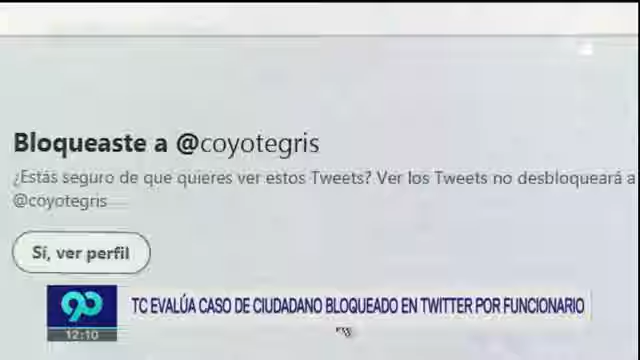 Bloqueaste a @coyotegris
¿Estás seguro de que quieres ver estos Tweets? Ver los Tweets no desbloqueará a
@coyotegris
Sí, ver perfil
90
TC EVALÚA CASO DE CIUDADANO BLOQUEADO EN TWITTER POR FUNCIONARIO
12:10